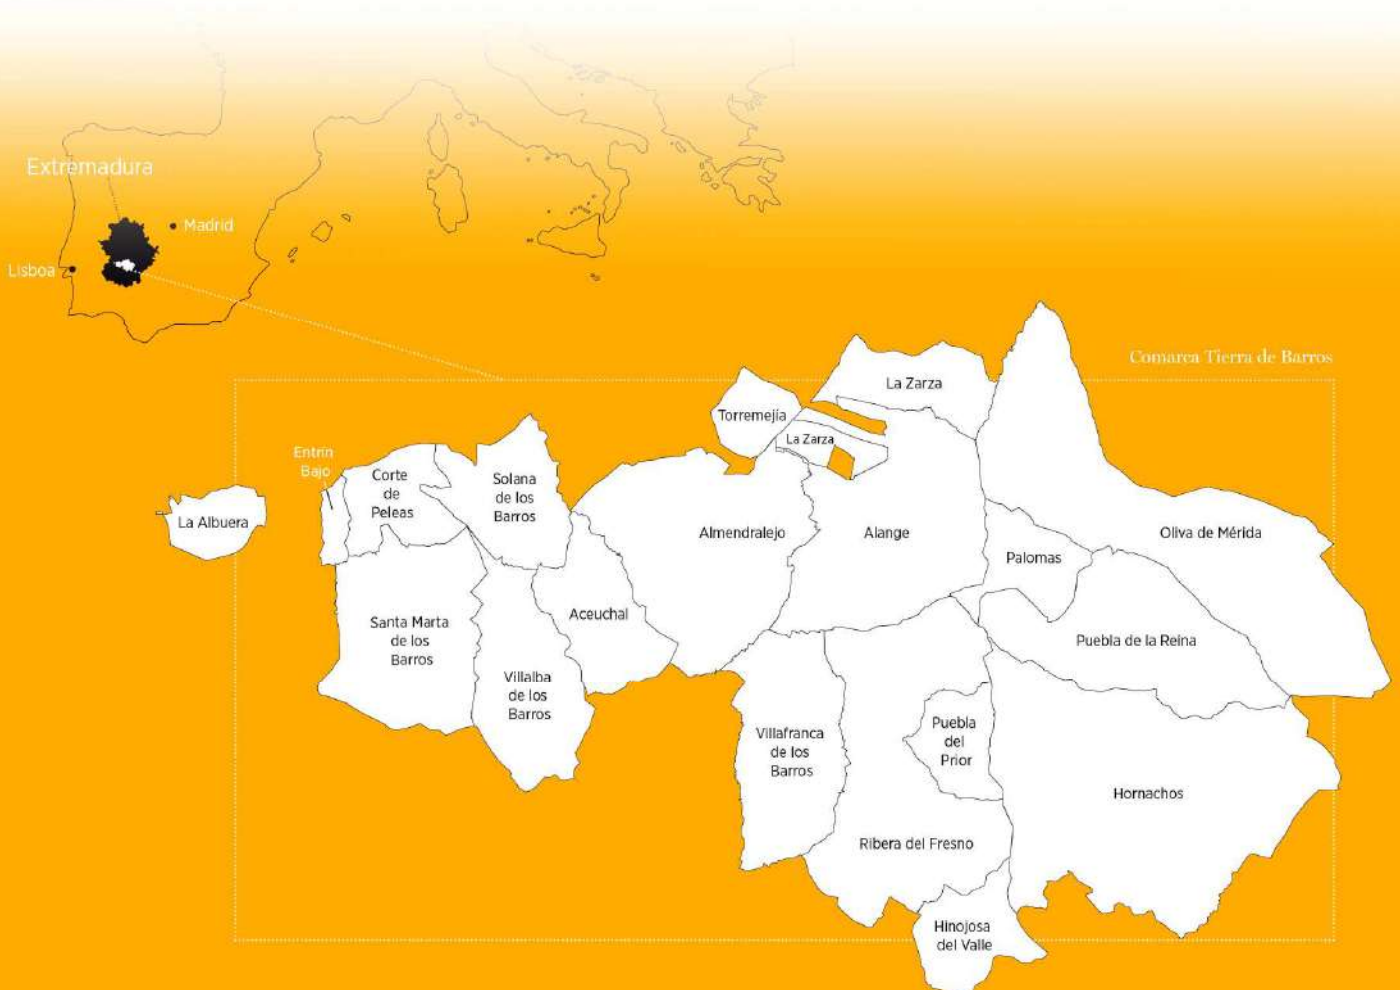 Extremadura
Madrid
Lisboa
Comarca Tierra de Barros
La Zarza
Torremejía
La Zarza
Entrín
Bajo
Corte
de
Peleas
Solana
de los
Barros
La Albuera
Almendralejo
Alange
Oliva de Mérida
Palomas
Santa Marta
de los
Barros
Aceuchal
Puebla de la Reina
Villalba
de los
Barros
Villafranca
de los
Barros
Puebla
del
Prior
Hornachos
Ribera del Fresno
Hinojosa
del Valle